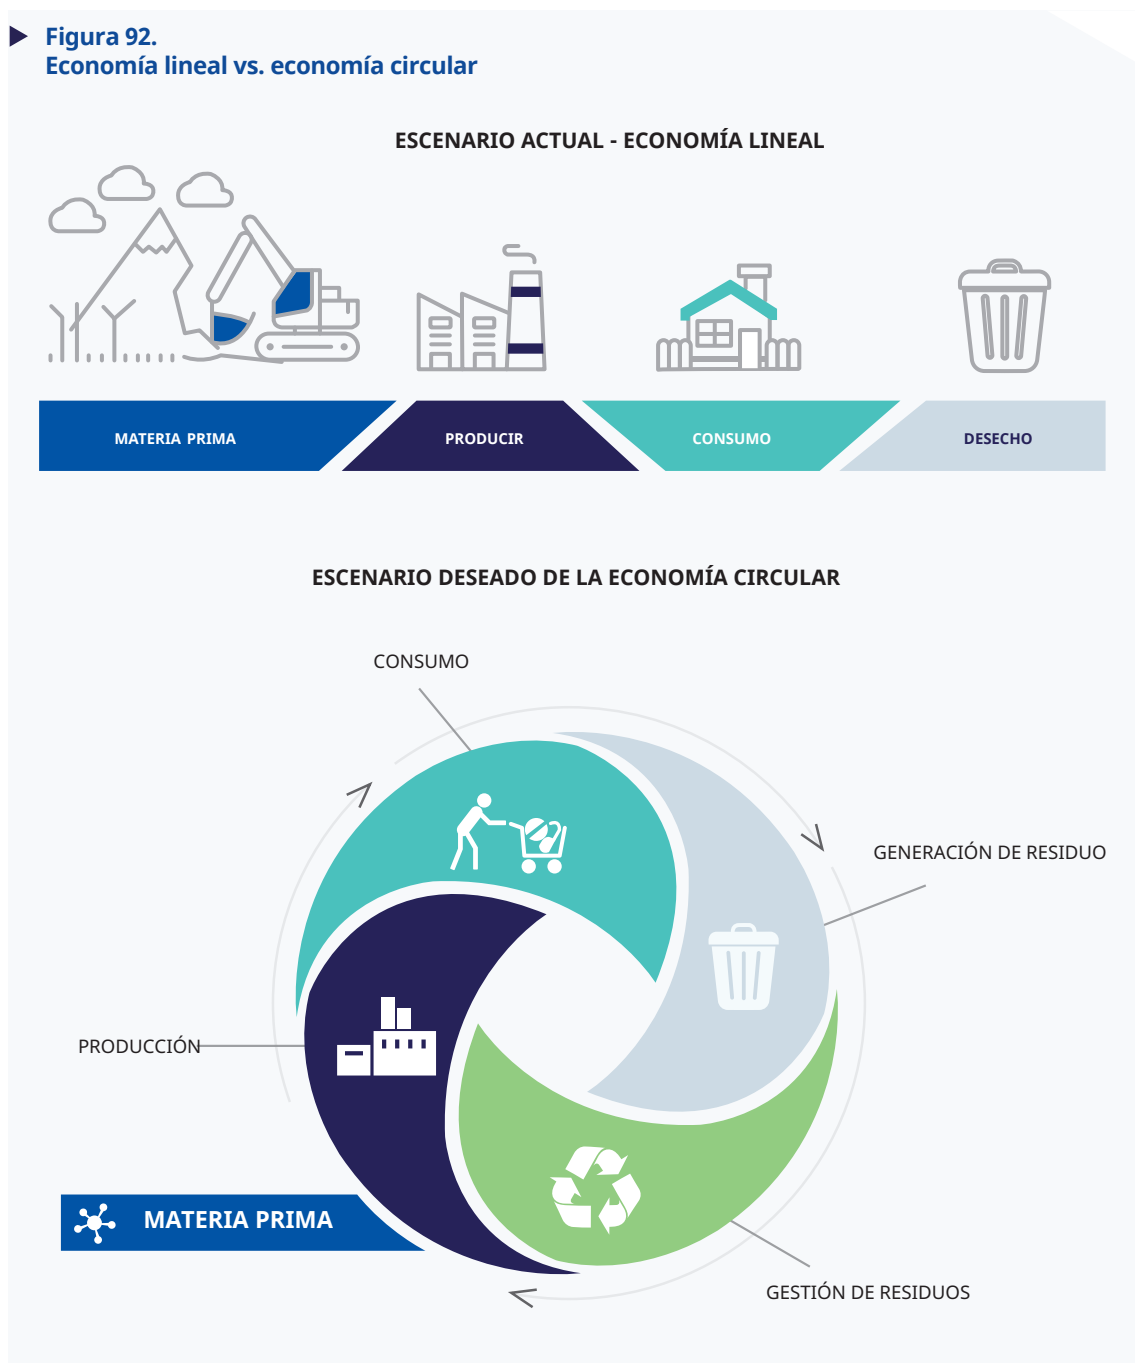 Figura 92.
Economía lineal vs. economía circular
ESCENARIO ACTUAL - ECONOMÍA LINEAL
MATERIA PRIMA
PRODUCIR
CONSUMO
DESECHO
ESCENARIO DESEADO DE LA ECONOMÍA CIRCULAR
CONSUMO
GENERACIÓN DE RESIDUO
PRODUCCIÓN
MATERIA PRIMA
GESTIÓN DE RESIDUOS